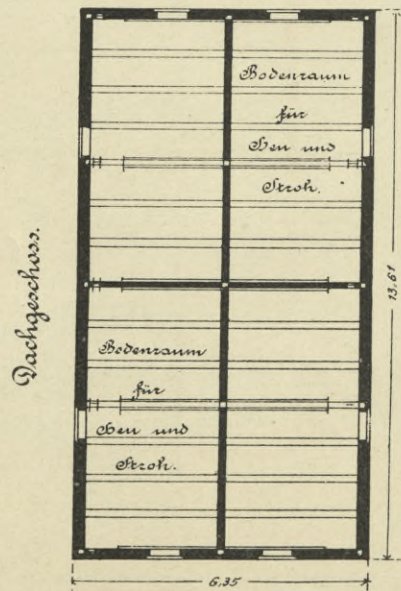 Dachgeschoss.
Bodenraum
für
Heu und
Stroh.
Bodenraum
für
Heu und
Stroh.
13,61
6,35